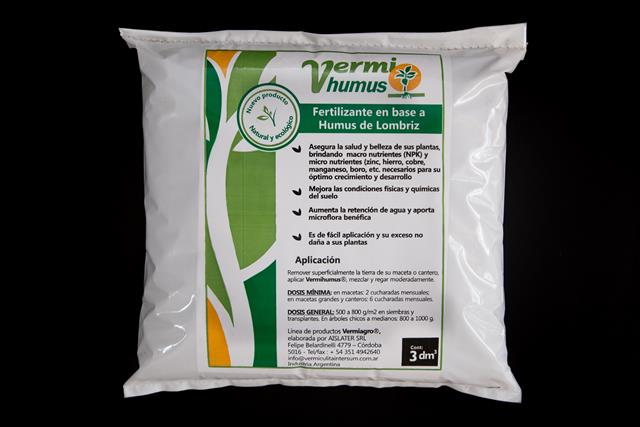 Vermi
humus
Nuevo producto
Natural y ecológico
Fertilizante en base a
Humus de Lombriz
Asegura la salud y belleza de sus plantas,
brindando macro nutrientes (NPK) y
micro nutrientes (zinc, hierro, cobre,
manganeso, boro, etc. necesarios para su
óptimo crecimiento y desarrollo
Mejora las condiciones físicas y químicas
del suelo
Aumenta la retención de agua y aporta
microflora benéfica
Es de fácil aplicación y su exceso no
daña a sus plantas
Aplicación
Remover superficialmente la tierra de su maceta o cantero,
aplicar Vermihumus®, mezclar y regar moderadamente.
DOSIS MÍNIMA: en macetas: 2 cucharadas mensuales;
en macetas grandes y canteros: 6 cucharadas mensuales.
DOSIS GENERAL: 500 a 800 g/m2 en siembras y
transplantes. En árboles chicos a medianos: 800 a 1000 g.
Línea de productos Vermiagro®,
elaborada por AISLATER SRL
Felipe Belardinelli 4779 – Córdoba
5016 - Tel/fax : + 54 351 4942640
info@vermiculitaintersum.com.ar
Industria Argentina
Cont:
3 dm³